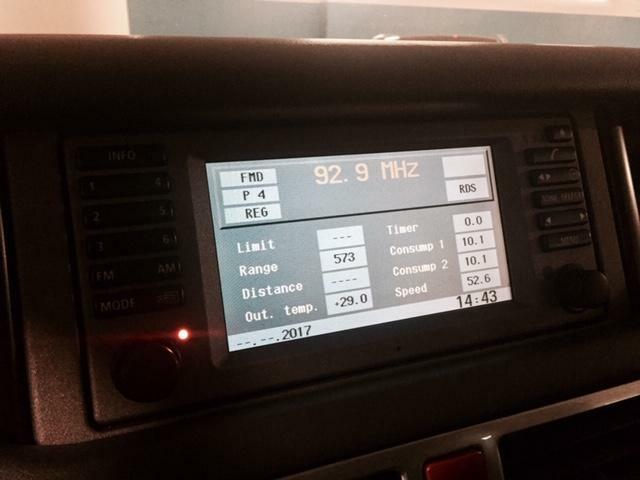 INFO
1 4
2 5
3 6
FM AM
MODE
FMD
P 4
REG
92.9 MHz
RDS
Limit ---
Range 573
Distance ----
Out. temp. +29.0
Timer 0.0
Consump 1 10.1
Consump 2 10.1
Speed 52.6
--.--.2017
14:43
MENU